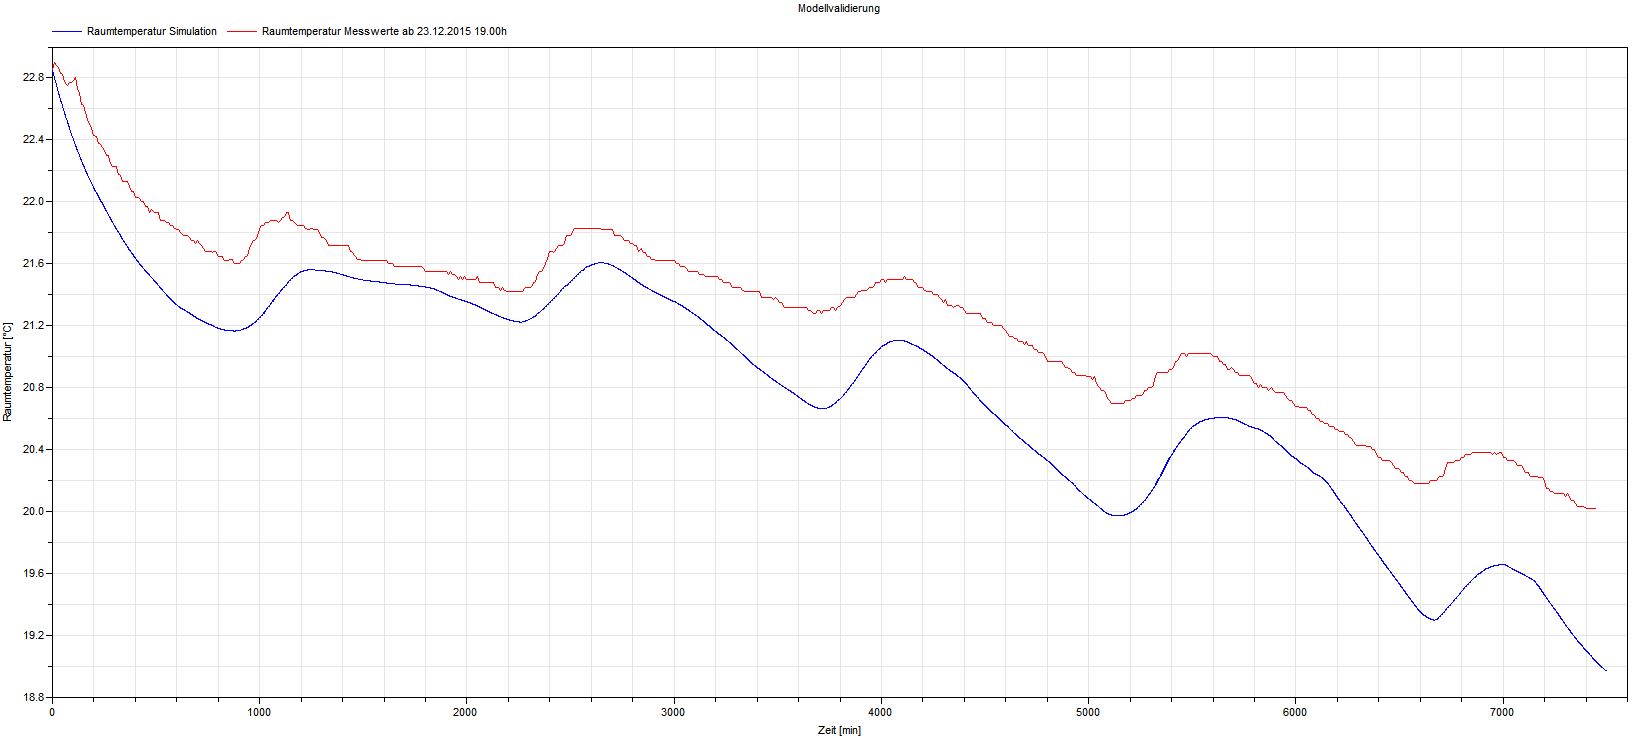 Modellvalidierung
Raumtemperatur Simulation Raumtemperatur Messwerte ab 23.12.2015 19.00h
22.8
22.4
22.0
21.6
21.2
20.8
20.4
20.0
19.6
19.2
18.8
Raumtemperatur [°C]
0 1000 2000 3000 4000 5000 6000 7000
Zeit [min]